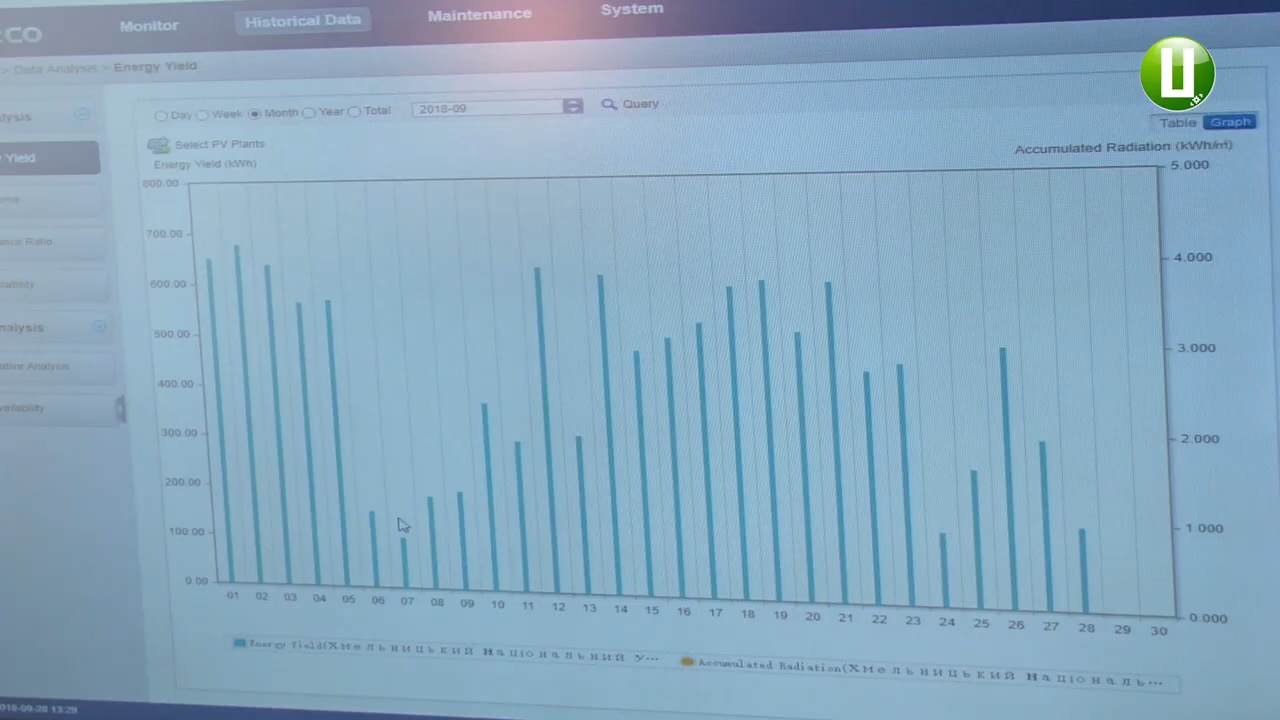 Monitor Historical Data Maintenance System
> Data Analysis > Energy Yield
Day Week Month Year Total 2018-09 Query
Table Graph
Select PV Plants
Energy Yield (kWh)
Accumulated Radiation (kWh/㎡)
Yield
800.00
700.00
600.00
500.00
400.00
300.00
200.00
100.00
0.00
5.000
4.000
3.000
2.000
1.000
0.000
01 02 03 04 05 06 07 08 09 10 11 12 13 14 15 16 17 18 19 20 21 22 23 24 25 26 27 28 29 30
Energy Yield(Хмельницький національний у...
Accumulated Radiation(Хмельницький націонал­ь...
2018-09-28 13:29